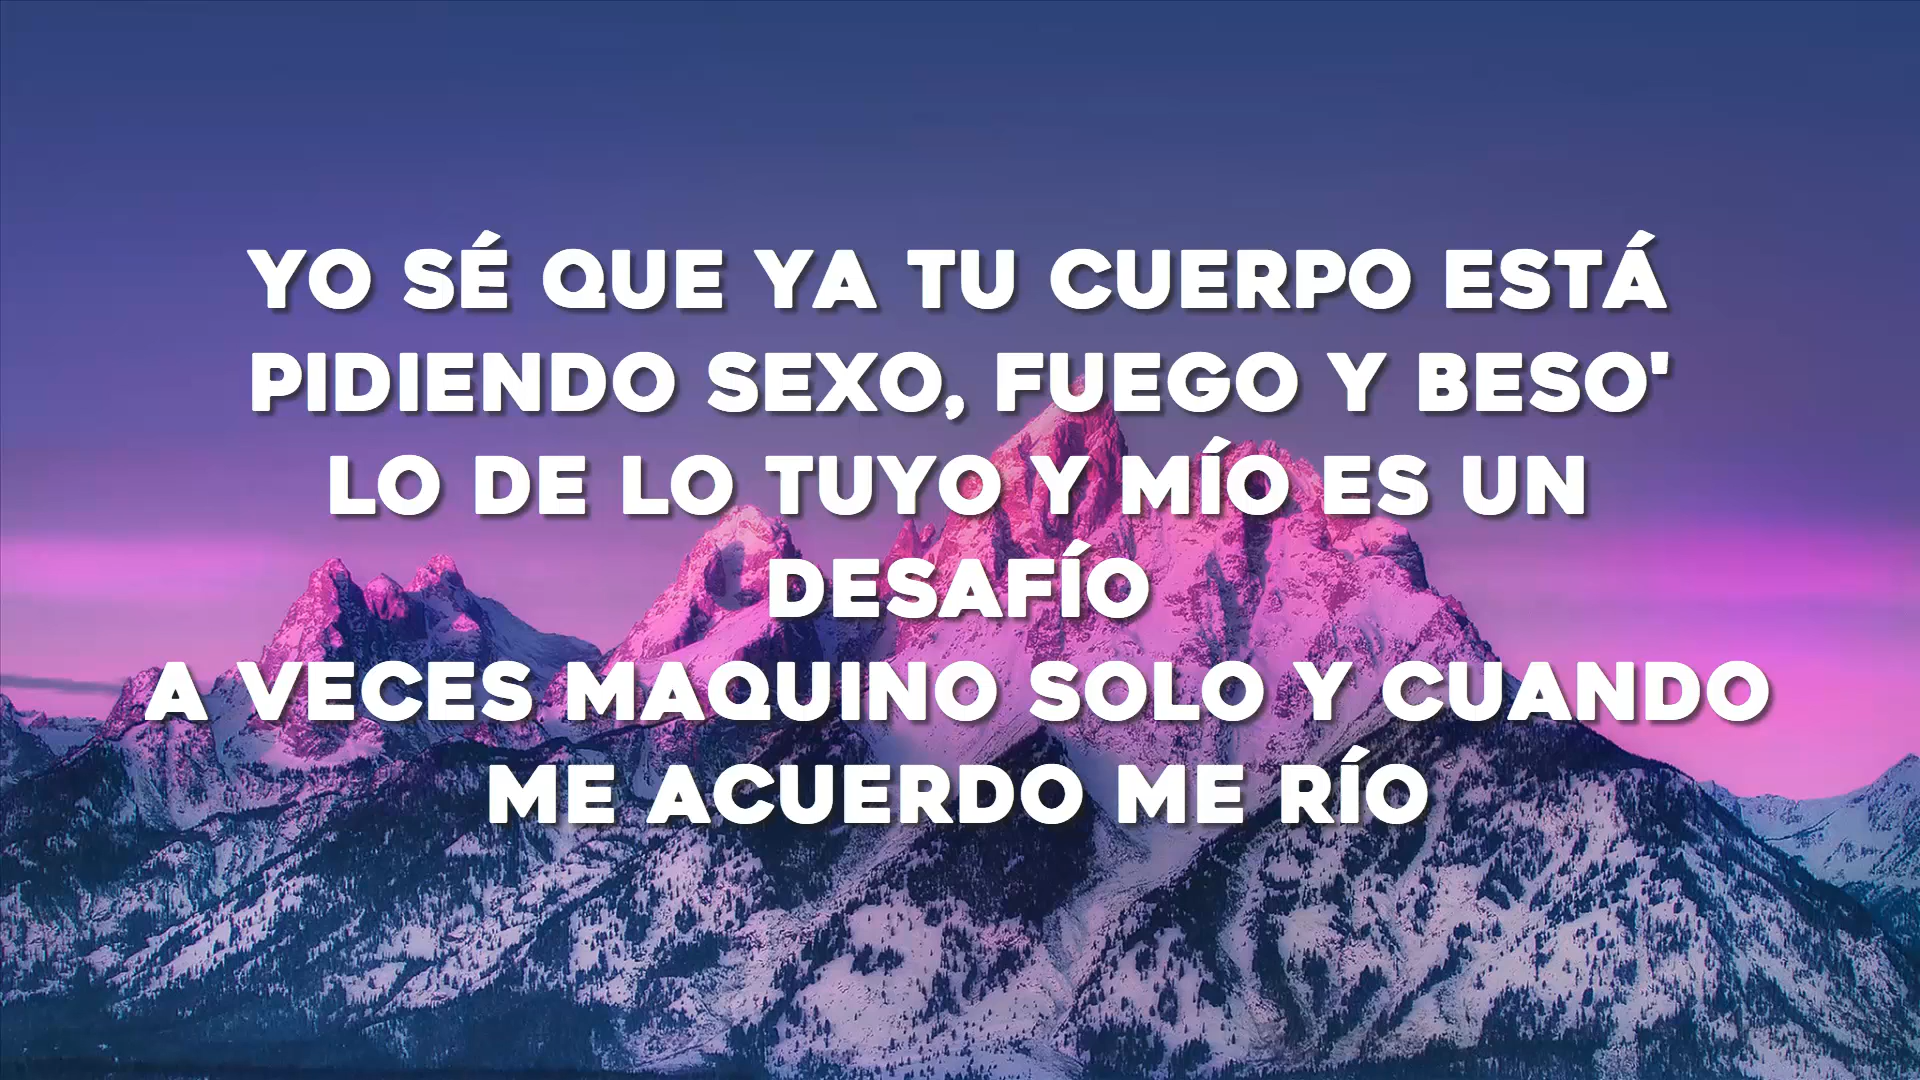 YO SÉ QUE YA TU CUERPO ESTÁ
PIDIENDO SEXO, FUEGO Y BESO'
LO DE LO TUYO Y MÍO ES UN
DESAFÍO
A VECES MAQUINO SOLO Y CUANDO
ME ACUERDO ME RÍO